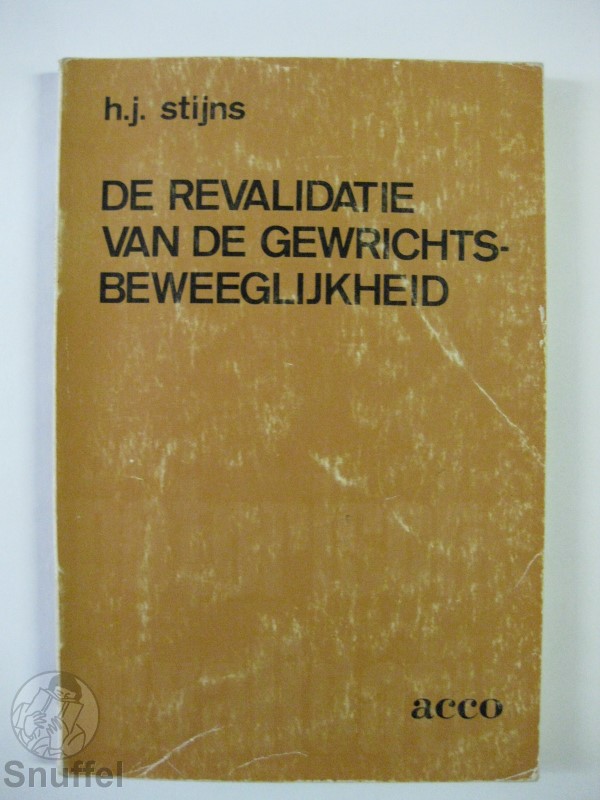 h.j. stijns
DE REVALIDATIE
VAN DE GEWRICHTS-
BEWEEGLIJKHEID
acco
Snuffel